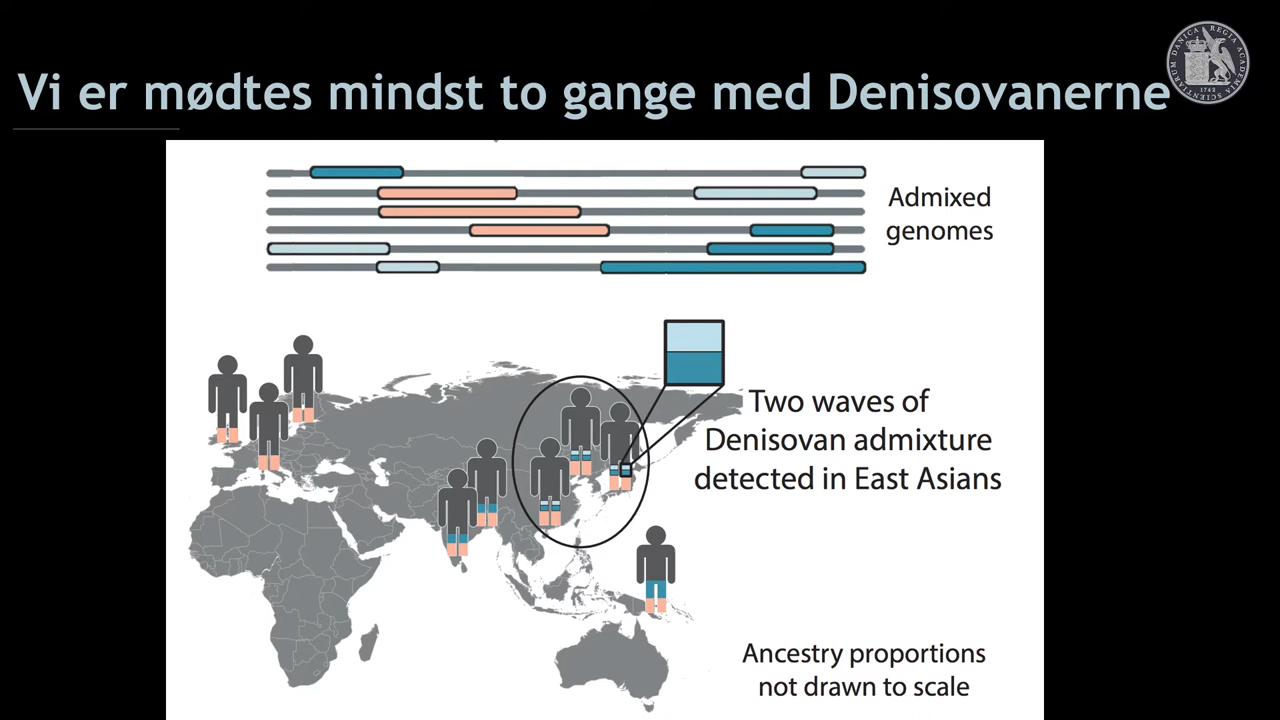 Vi er mødtes mindst to gange med Denisovanerne
Admixed
genomes
Two waves of
Denisovan admixture
detected in East Asians
Ancestry proportions
not drawn to scale